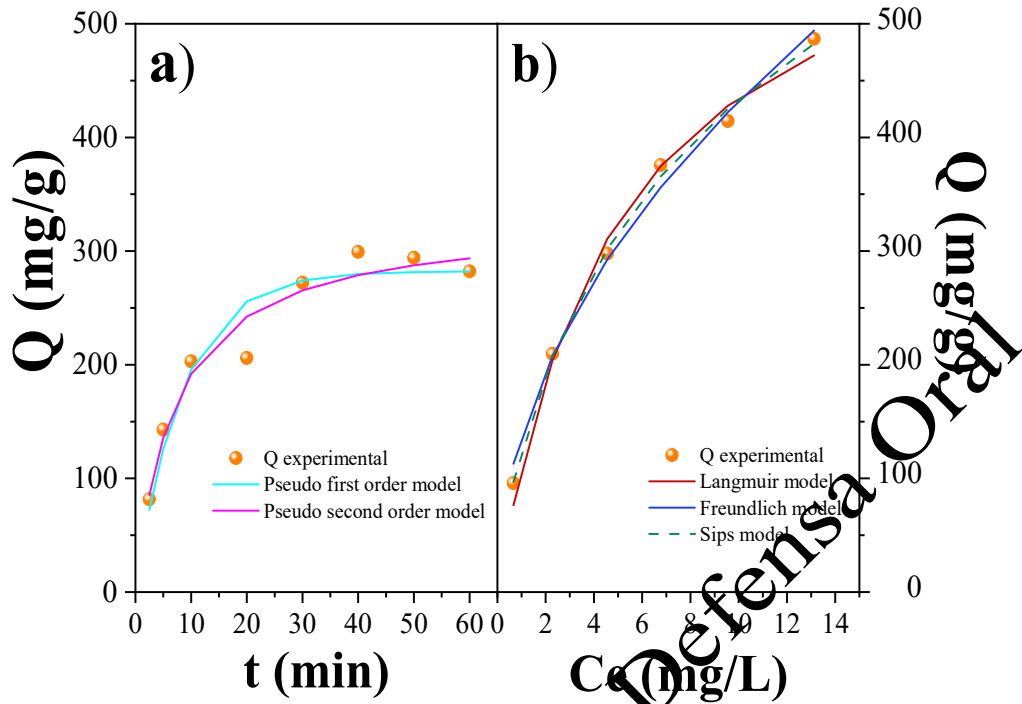 a)
500
400
300
200
100
0
Q (mg/g)
Q experimental
Pseudo first order model
Pseudo second order model
0 10 20 30 40 50 60
t (min)
b)
500
400
300
200
100
0
Q (mg/g)
Q experimental
Langmuir model
Freundlich model
Sips model
0 2 4 6 8 10 12 14
Ce (mg/L)
Defensa Oral